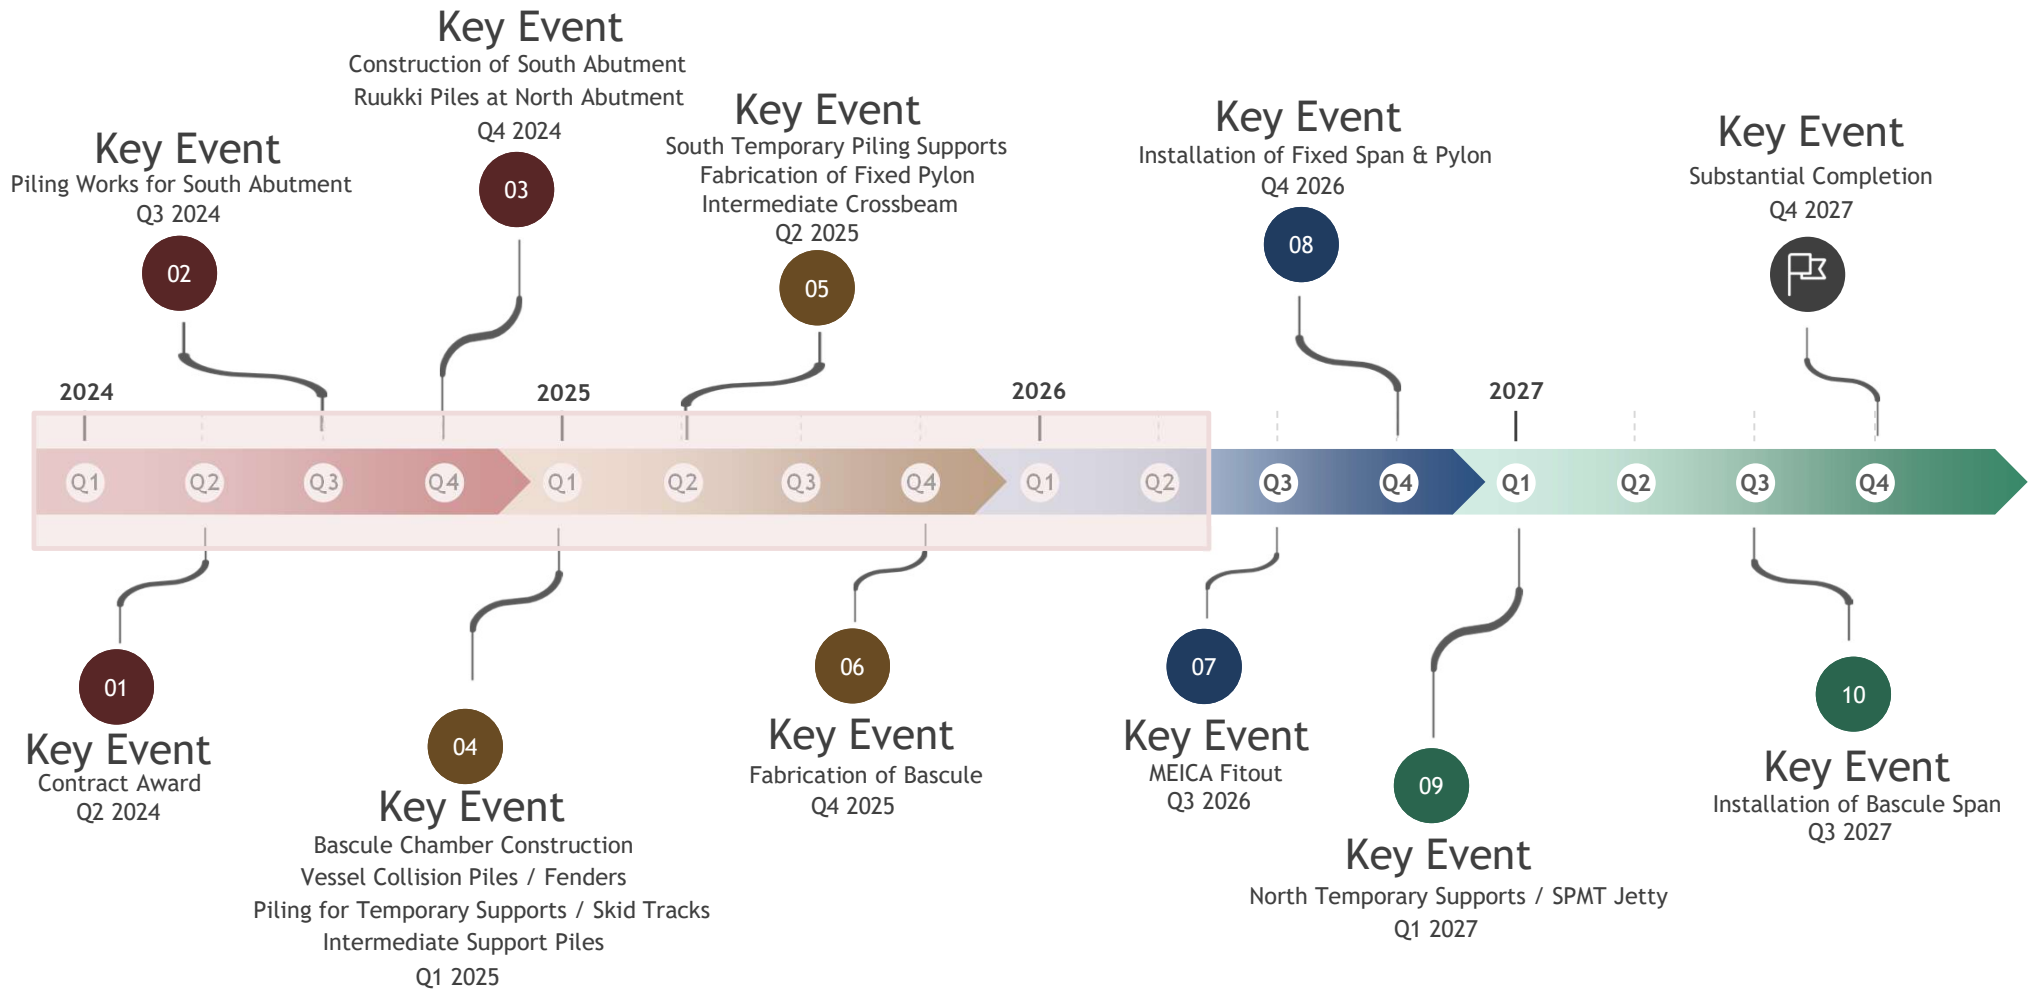 Key Event
Construction of South Abutment
Ruukki Piles at North Abutment
Q4 2024
03
Key Event
Piling Works for South Abutment
Q3 2024
02
Key Event
South Temporary Piling Supports
Fabrication of Fixed Pylon
Intermediate Crossbeam
Q2 2025
05
Key Event
Installation of Fixed Span & Pylon
Q4 2026
08
Key Event
Substantial Completion
Q4 2027
2024
2025
2026
2027
Q1 Q2 Q3 Q4 Q1 Q2 Q3 Q4 Q1 Q2 Q3 Q4 Q1 Q2 Q3 Q4
01
Key Event
Contract Award
Q2 2024
04
Key Event
Bascule Chamber Construction
Vessel Collision Piles / Fenders
Piling for Temporary Supports / Skid Tracks
Intermediate Support Piles
Q1 2025
06
Key Event
Fabrication of Bascule
Q4 2025
07
Key Event
MEICA Fitout
Q3 2026
09
Key Event
North Temporary Supports / SPMT Jetty
Q1 2027
10
Key Event
Installation of Bascule Span
Q3 2027